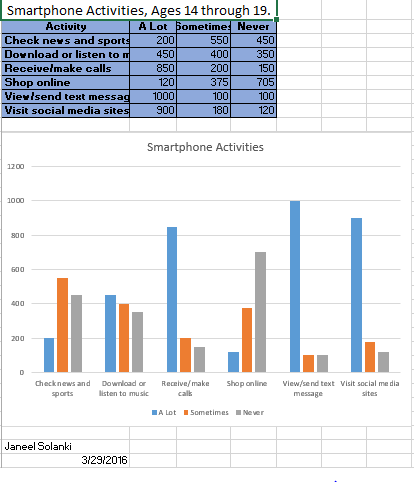 Smartphone Activities, Ages 14 through 19.
Activity A Lot Sometimes Never
Check news and sports 200 550 450
Download or listen to m 450 400 350
Receive/make calls 850 200 150
Shop online 120 375 705
View/send text messag 1000 100 100
Visit social media sites 900 180 120
Smartphone Activities
1200
1000
800
600
400
200
0
Check news and sports Download or listen to music Receive/make calls Shop online View/send text message Visit social media sites
A Lot Sometimes Never
Janeel Solanki
3/29/2016